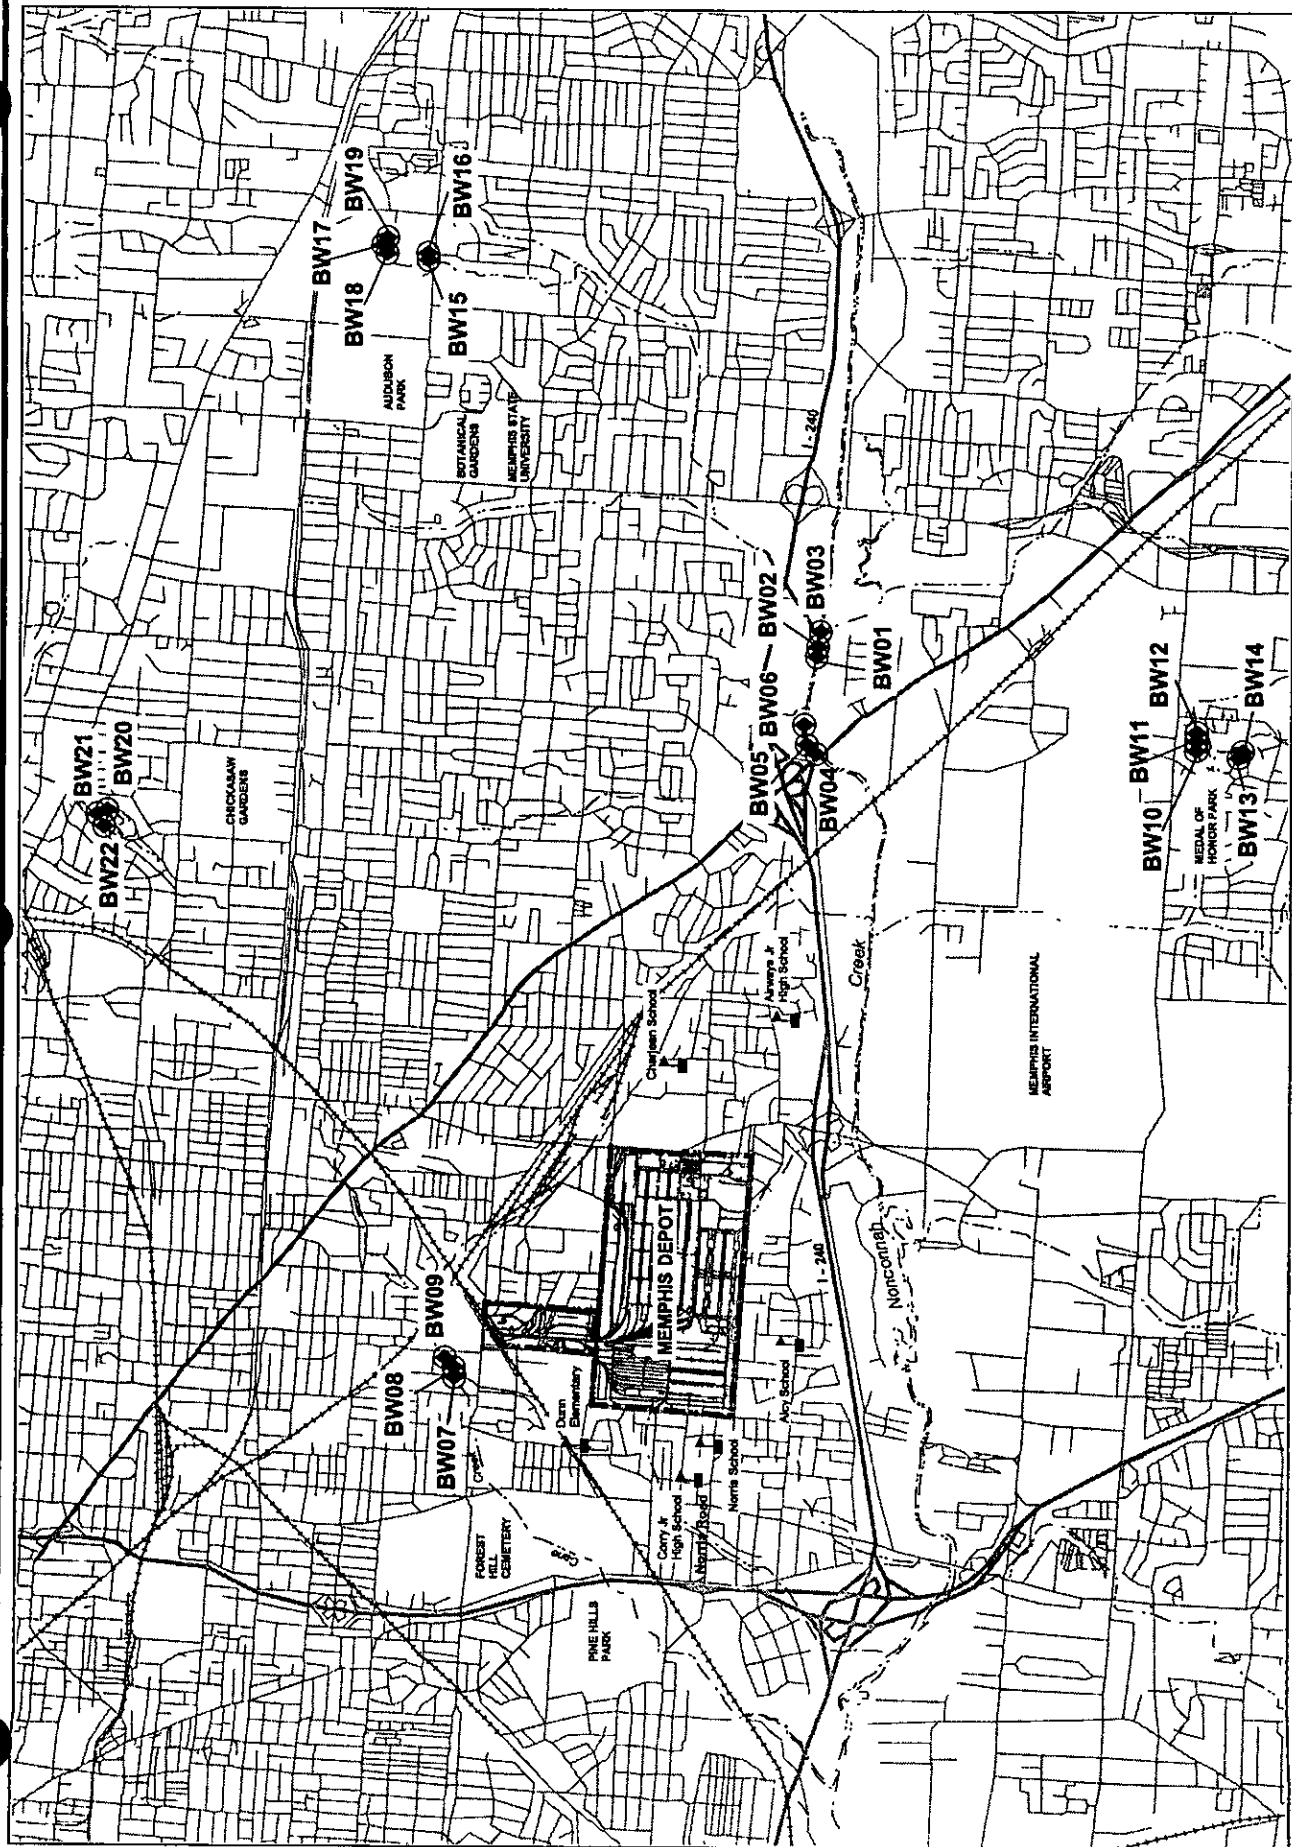 BW21
BW20
BW22
CHICKASAW
GARDENS
BW17
BW19
BW18
BW16
BW15
AUDUBON
PARK
BOTANICAL
GARDENS
MEMPHIS STATE
UNIVERSITY
BW09
BW08
BW07
Creek
FOREST
HILL
CEMETERY
PINE HILLS
PARK
Dunn
Elementary
Corry Jr
High School
Norris Road
Norris School
Alcy School
MEMPHIS DEPOT
Charjean School
Airways Jr
High School
I - 240
Nonconnah
Creek
BW05
BW06
BW02
BW03
BW04
BW01
I - 240
MEMPHIS INTERNATIONAL
AIRPORT
BW11
BW12
BW10
MEDAL OF
HONOR PARK
BW13
BW14